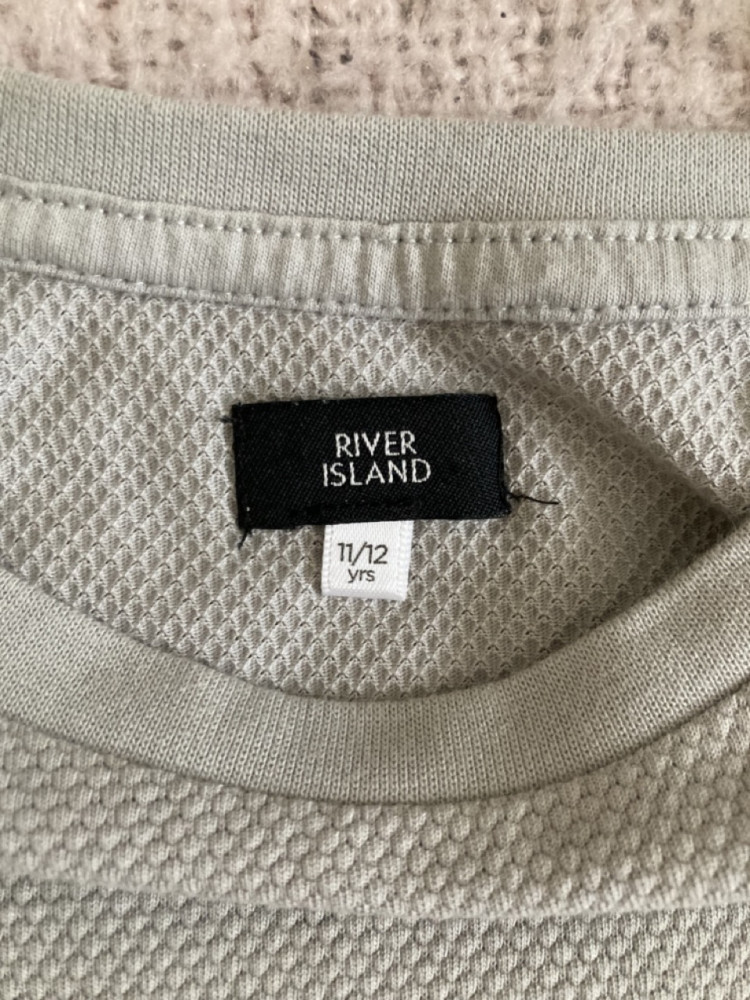 RIVER
ISLAND
11/12
yrs